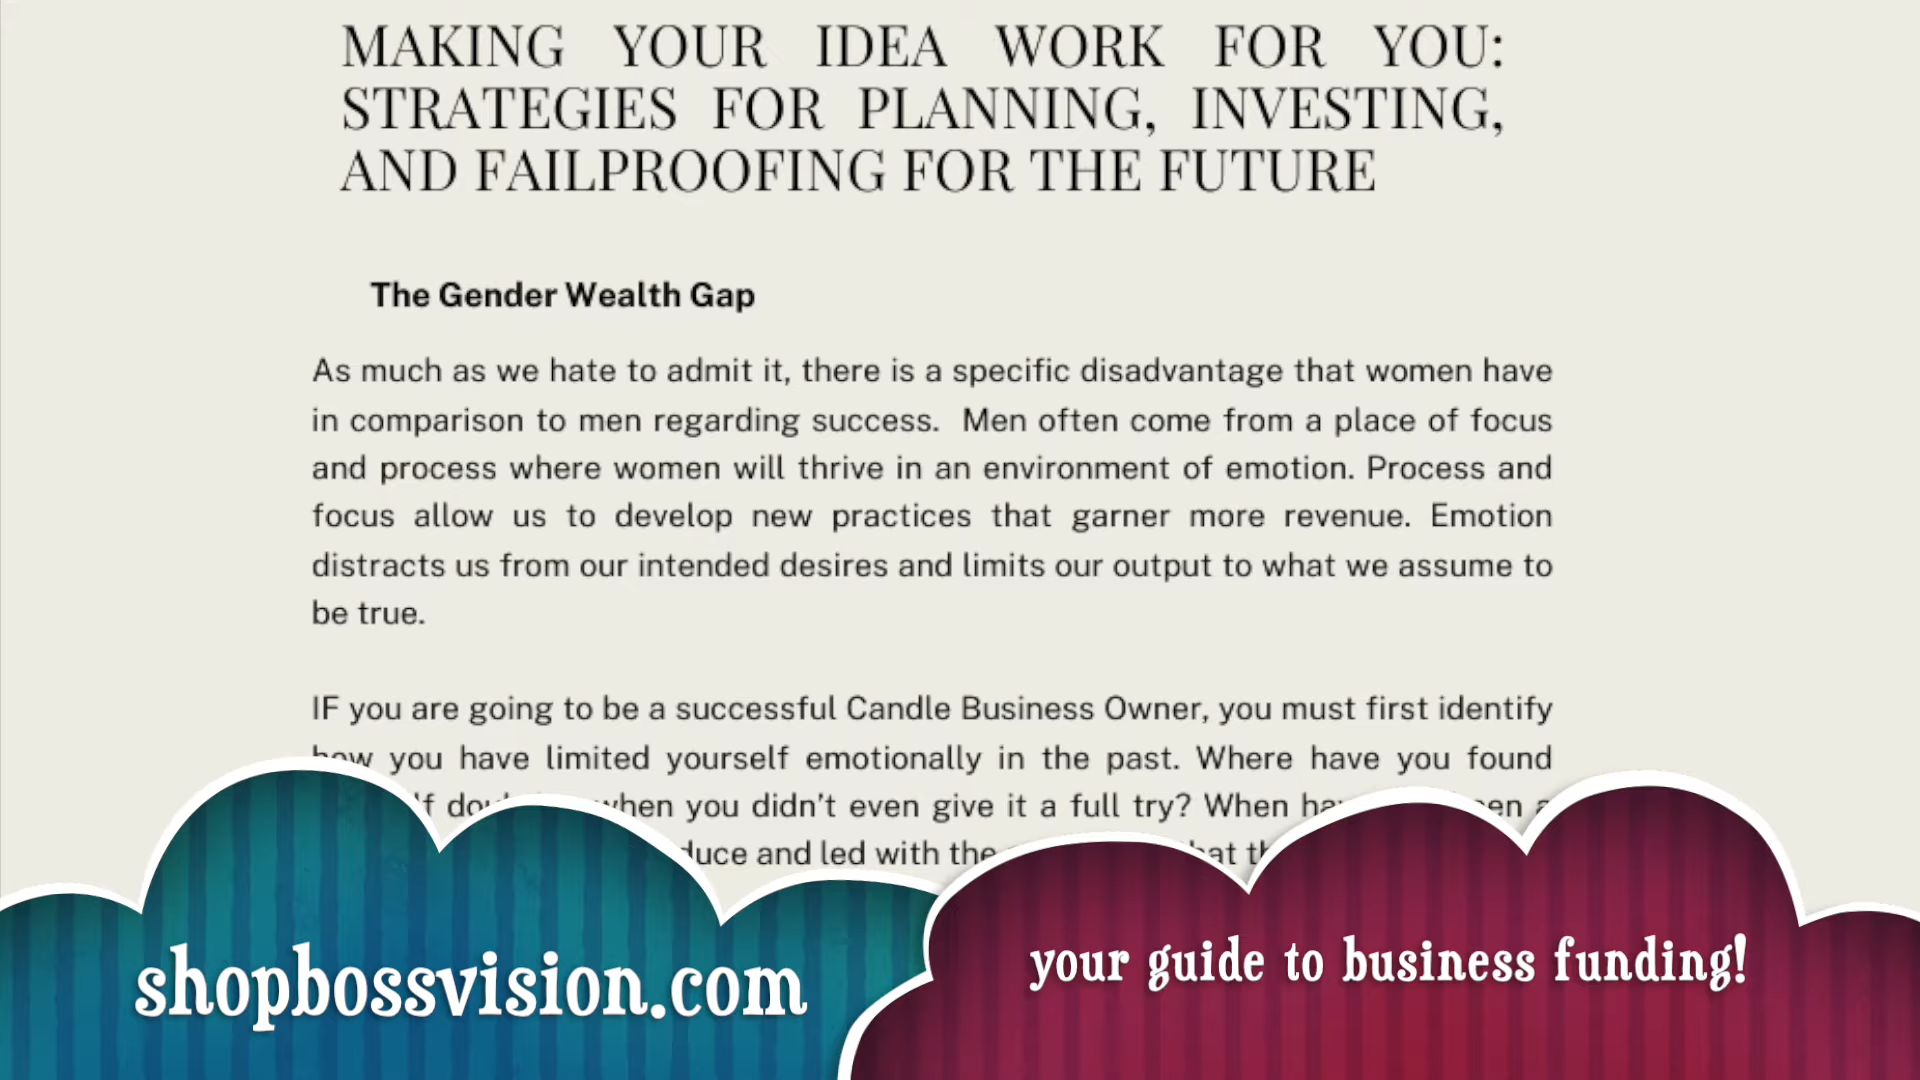 MAKING YOUR IDEA WORK FOR YOU:
STRATEGIES FOR PLANNING, INVESTING,
AND FAILPROOFING FOR THE FUTURE
The Gender Wealth Gap
As much as we hate to admit it, there is a specific disadvantage that women have
in comparison to men regarding success. Men often come from a place of focus
and process where women will thrive in an environment of emotion. Process and
focus allow us to develop new practices that garner more revenue. Emotion
distracts us from our intended desires and limits our output to what we assume to
be true.
IF you are going to be a successful Candle Business Owner, you must first identify
how you have limited yourself emotionally in the past. Where have you found
when you didn't even give it a full try? When
and led with the
shopbossvision.com
your guide to business funding!